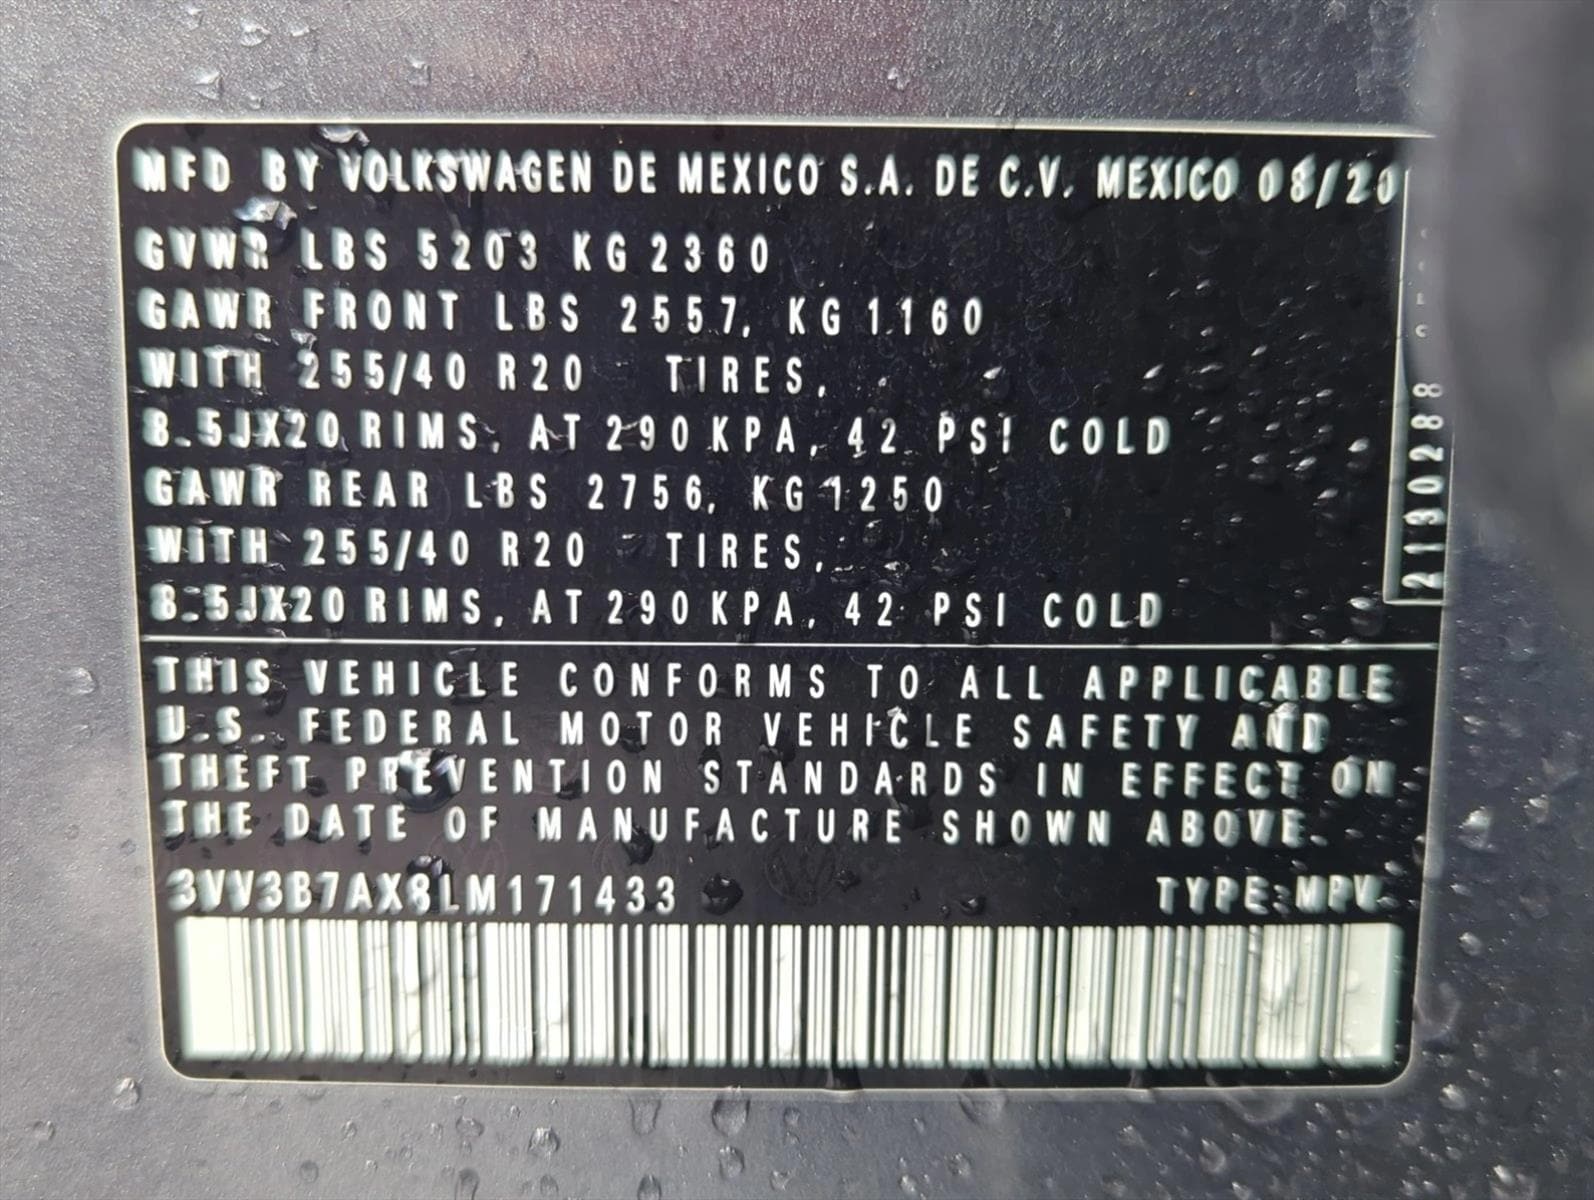 MFD BY VOLKSWAGEN DE MEXICO S.A. DE C.V. MEXICO 08/20
GVWR LBS 5203 KG 2360
GAWR FRONT LBS 2557, KG 1160
WITH 255/40 R20 TIRES,
8.5JX20 RIMS, AT 290 KPA, 42 PSI COLD
GAWR REAR LBS 2756, KG 1250
WITH 255/40 R20 TIRES,
8.5JX20 RIMS, AT 290 KPA, 42 PSI COLD
2130288
THIS VEHICLE CONFORMS TO ALL APPLICABLE
U.S. FEDERAL MOTOR VEHICLE SAFETY AND
THEFT PREVENTION STANDARDS IN EFFECT ON
THE DATE OF MANUFACTURE SHOWN ABOVE.
3VV3B7AX8LM171433 TYPE:MPV